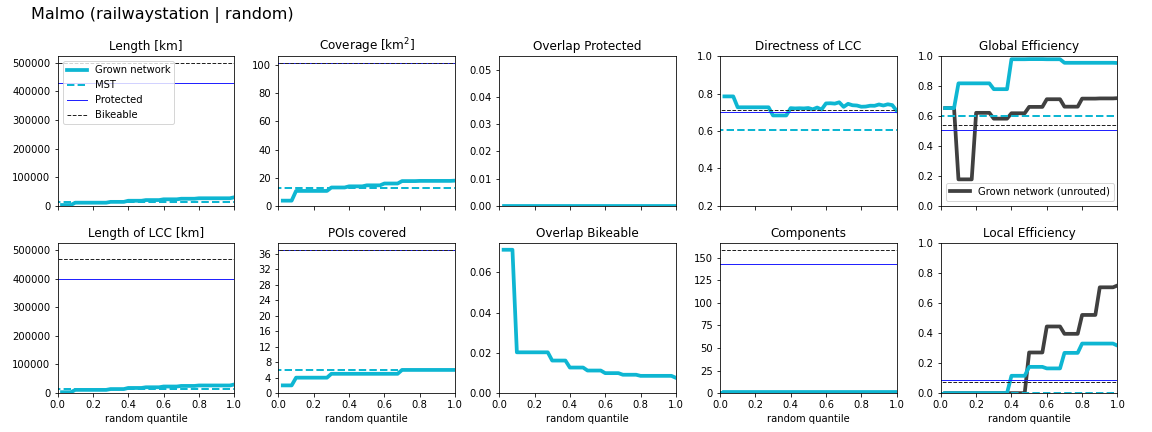 Malmo (railwaystation | random)
Length [km]
500000
400000
300000
200000
100000
0
Grown network
MST
Protected
Bikeable
Coverage [km²]
100
80
60
40
20
0
Overlap Protected
0.05
0.04
0.03
0.02
0.01
0.00
Directness of LCC
1.0
0.8
0.6
0.4
0.2
Global Efficiency
1.0
0.8
0.6
0.4
0.2
0.0
Grown network (unrouted)
Length of LCC [km]
500000
400000
300000
200000
100000
0
0.0 0.2 0.4 0.6 0.8 1.0
random quantile
POIs covered
36
32
28
24
20
16
12
8
4
0
0.0 0.2 0.4 0.6 0.8 1.0
random quantile
Overlap Bikeable
0.06
0.04
0.02
0.00
0.0 0.2 0.4 0.6 0.8 1.0
random quantile
Components
150
125
100
75
50
25
0
0.0 0.2 0.4 0.6 0.8 1.0
random quantile
Local Efficiency
1.0
0.8
0.6
0.4
0.2
0.0
0.0 0.2 0.4 0.6 0.8 1.0
random quantile